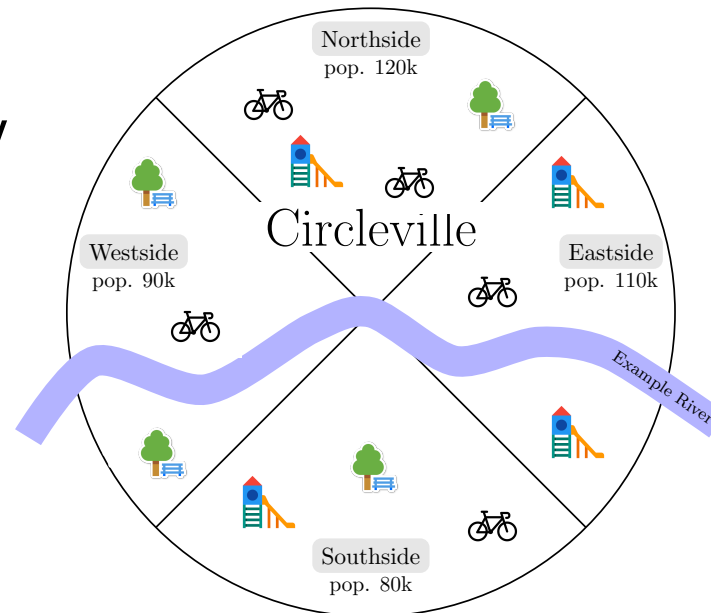 Northside
pop. 120k
Circleville
Westside
pop. 90k
Eastside
pop. 110k
Example River
Southside
pop. 80k